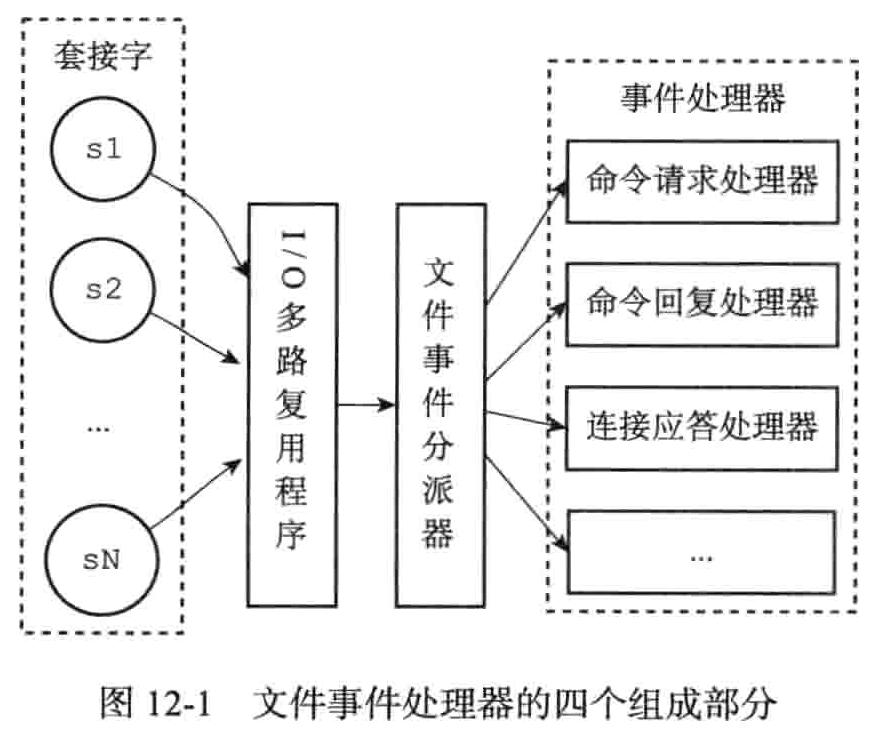 套接字
s1
s2
...
sN
I/O多路复用程序
文件事件分派器
事件处理器
命令请求处理器
命令回复处理器
连接应答处理器
...
图 12-1 文件事件处理器的四个组成部分